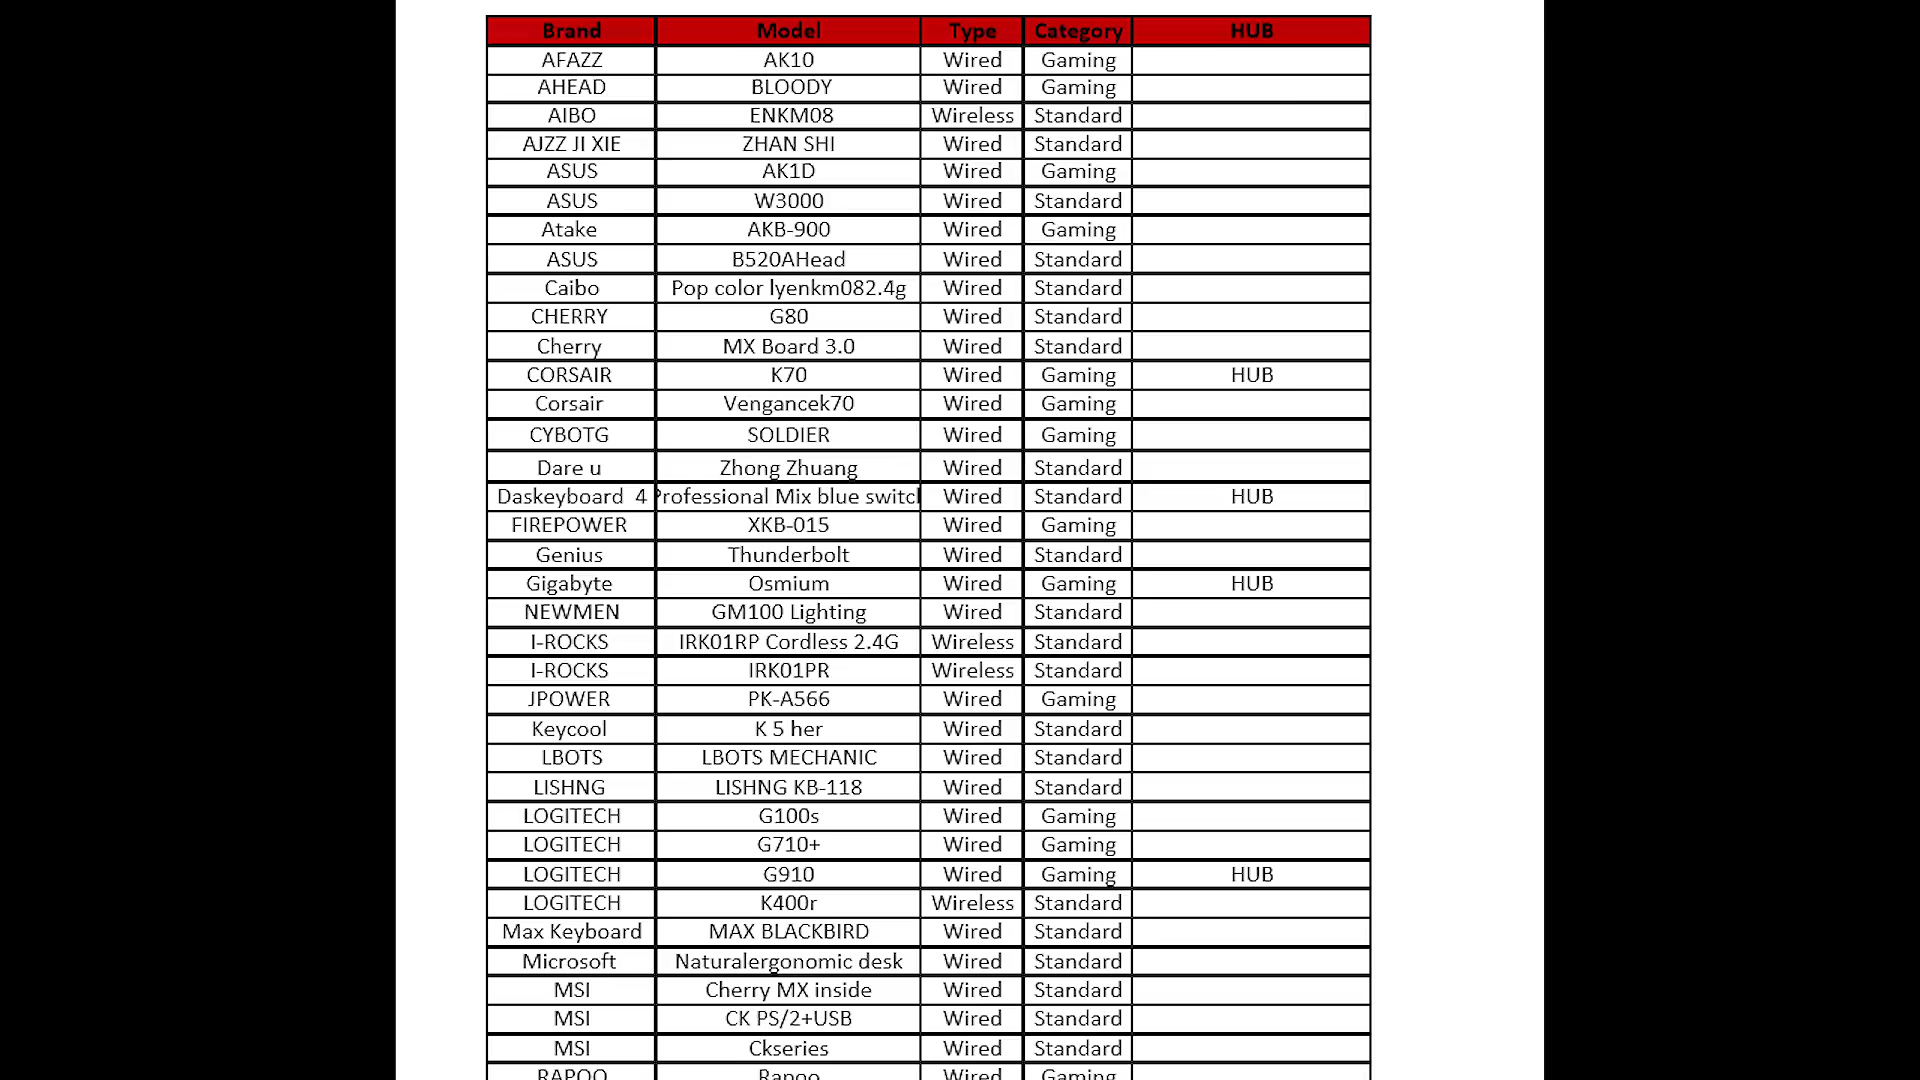 Brand Model Type Category HUB
AFAZZ AK10 Wired Gaming
AHEAD BLOODY Wired Gaming
AIBO ENKM08 Wireless Standard
AJZZ JI XIE ZHAN SHI Wired Standard
ASUS AK1D Wired Gaming
ASUS W3000 Wired Standard
Atake AKB-900 Wired Gaming
ASUS B520AHead Wired Standard
Caibo Pop color lyenkm082.4g Wired Standard
CHERRY G80 Wired Standard
Cherry MX Board 3.0 Wired Standard
CORSAIR K70 Wired Gaming HUB
Corsair Vengancek70 Wired Gaming
CYBOTG SOLDIER Wired Gaming
Dare u Zhong Zhuang Wired Standard
Daskeyboard 4 Professional Mix blue switch Wired Standard HUB
FIREPOWER XKB-015 Wired Gaming
Genius Thunderbolt Wired Standard
Gigabyte Osmium Wired Gaming HUB
NEWMEN GM100 Lighting Wired Standard
I-ROCKS IRK01RP Cordless 2.4G Wireless Standard
I-ROCKS IRK01PR Wireless Standard
JPOWER PK-A566 Wired Gaming
Keycool K 5 her Wired Standard
LBOTS LBOTS MECHANIC Wired Standard
LISHNG LISHNG KB-118 Wired Standard
LOGITECH G100s Wired Gaming
LOGITECH G710+ Wired Gaming
LOGITECH G910 Wired Gaming HUB
LOGITECH K400r Wireless Standard
Max Keyboard MAX BLACKBIRD Wired Standard
Microsoft Naturalergonomic desk Wired Standard
MSI Cherry MX inside Wired Standard
MSI CK PS/2+USB Wired Standard
MSI Ckseries Wired Standard
RAPOO Rapoo Wired Gaming